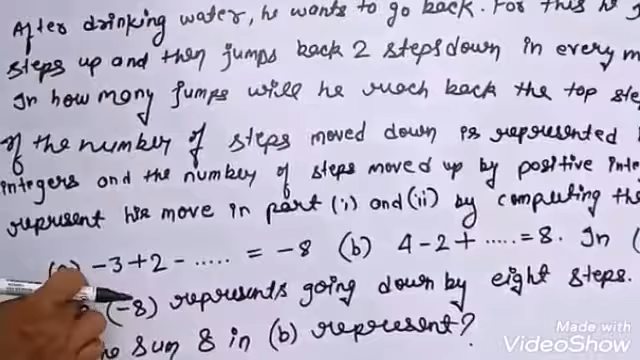 After drinking water, he wants to go back. For this he
steps up and then jumps back 2 steps down in every
In how many jumps will he reach back the top
If the number of steps moved down is represented
integers and the number of steps moved up by positive
represent his move in part (i) and (ii) by computing the
-3+2-..... = -8 (b) 4-2+.....=8. In (
(-8) represents going down by eight steps.
sum 8 in (b) represent?
Made with
VideoShow